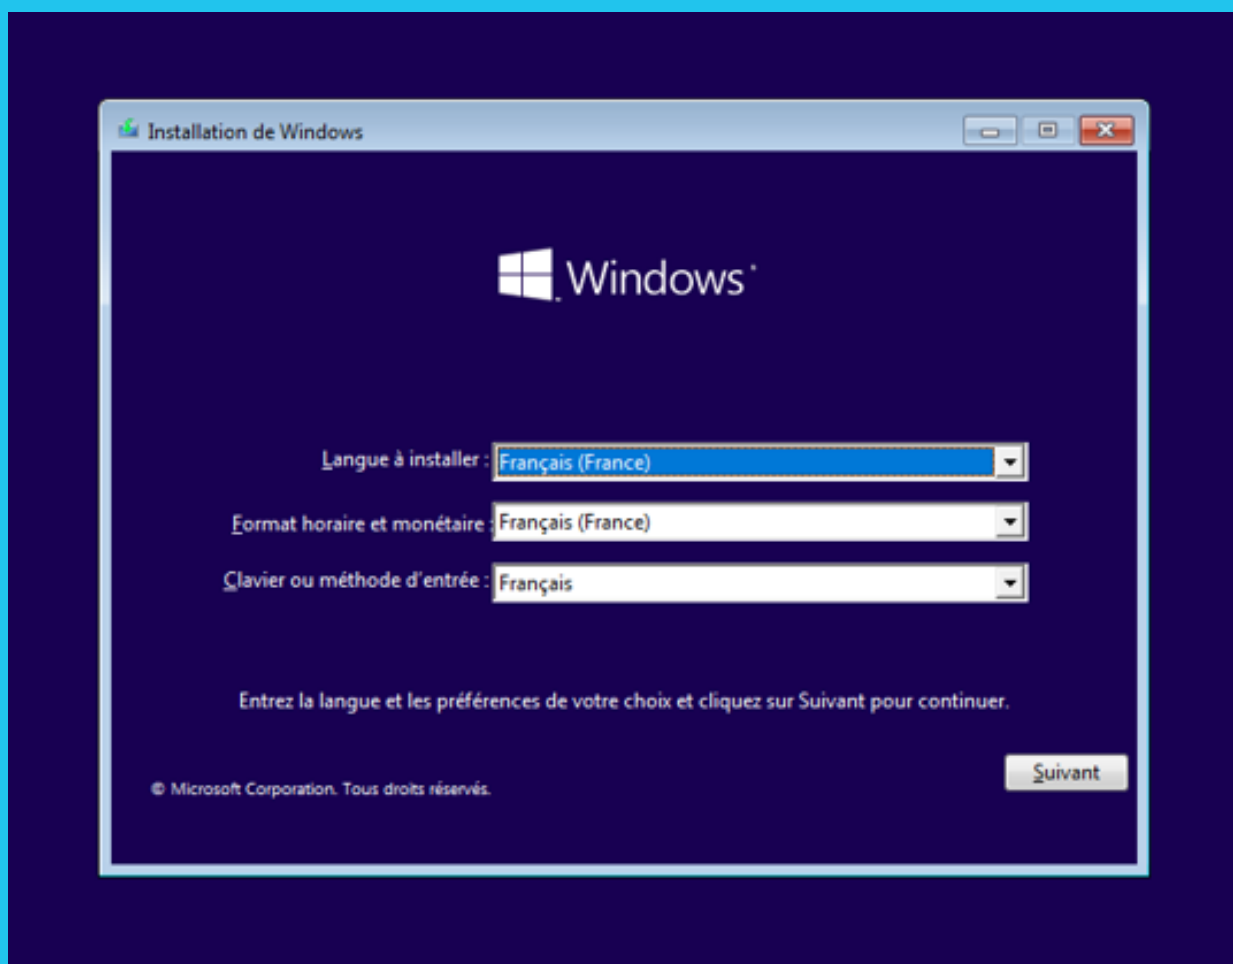 Installation de Windows
Windows
Langue à installer : Français (France)
Format horaire et monétaire : Français (France)
Clavier ou méthode d'entrée : Français
Entrez la langue et les préférences de votre choix et cliquez sur Suivant pour continuer.
Suivant
© Microsoft Corporation. Tous droits réservés.